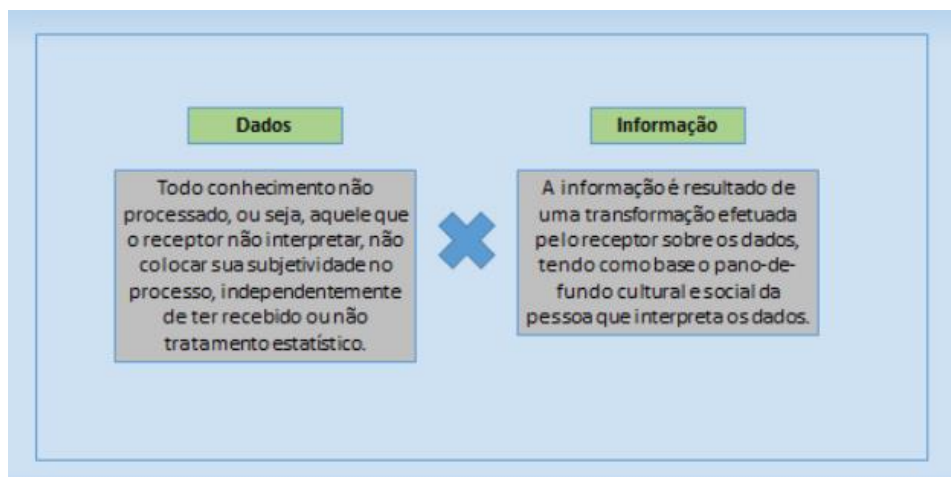 Dados
Todo conhecimento não
processado, ou seja, aquele que
o receptor não interpretar, não
colocar sua subjetividade no
processo, independentemente
de ter recebido ou não
tratamento estatístico.
Informação
A informação é resultado de
uma transformação efetuada
pelo receptor sobre os dados,
tendo como base o pano-de-
fundo cultural e social da
pessoa que interpreta os dados.